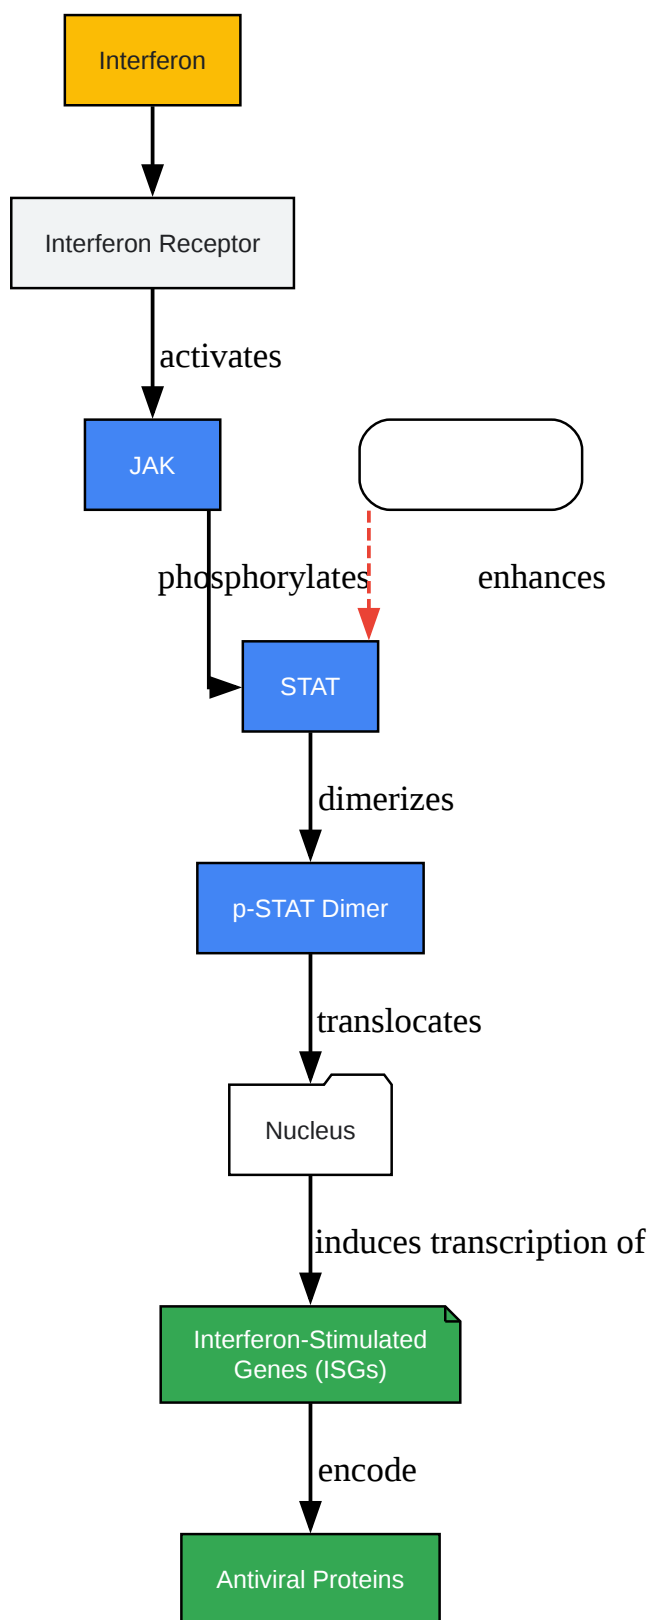 Interferon
Interferon Receptor
activates
JAK
phosphorylates
enhances
STAT
dimerizes
p-STAT Dimer
translocates
Nucleus
induces transcription of
Interferon-Stimulated
Genes (ISGs)
encode
Antiviral Proteins